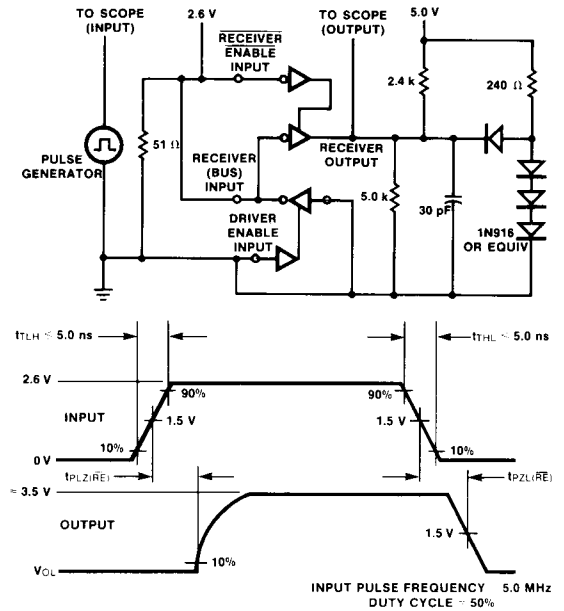 TO SCOPE
(INPUT)
2.6 V
RECEIVER
ENABLE
INPUT
TO SCOPE
(OUTPUT)
5.0 V
2.4 k
240 Ω
PULSE
GENERATOR
51 Ω
RECEIVER
(BUS)
INPUT
RECEIVER
OUTPUT
DRIVER
ENABLE
INPUT
5.0 k
30 pF
1N916
OR EQUIV
tTLH ≤ 5.0 ns
tTHL ≤ 5.0 ns
2.6 V
90%
90%
INPUT
1.5 V
1.5 V
10%
10%
0 V
tPLZ(RE)
tPZL(RE)
≈ 3.5 V
OUTPUT
1.5 V
10%
VOL
INPUT PULSE FREQUENCY 5.0 MHz
DUTY CYCLE ~ 50%